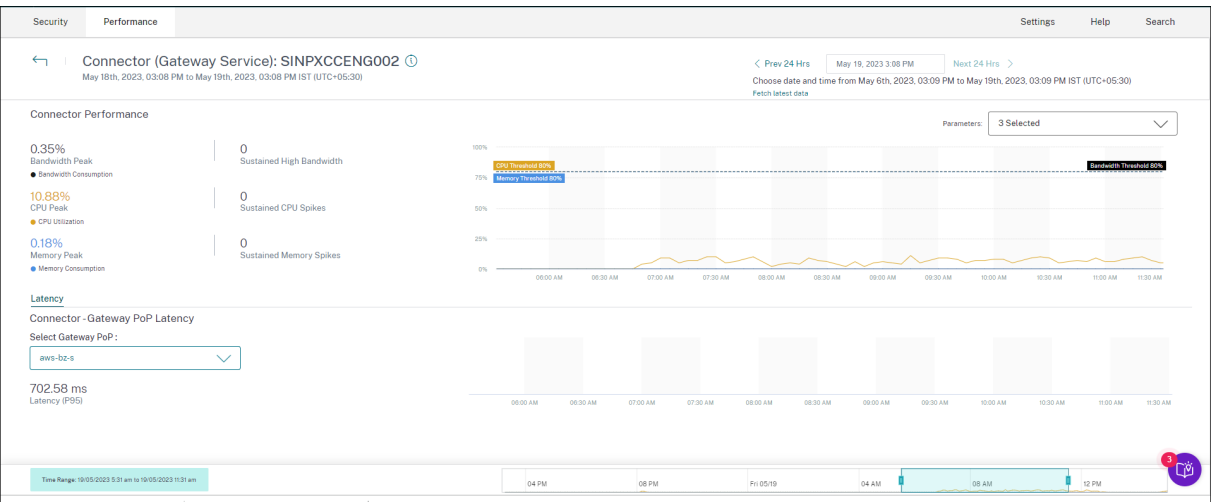 Security Performance Settings Help Search
Connector (Gateway Service): SINPXCCENG002
May 18th, 2023, 03:08 PM to May 19th, 2023, 03:08 PM IST (UTC+05:30)
Prev 24 Hrs May 19, 2023 3:08 PM Next 24 Hrs
Choose date and time from May 6th, 2023, 03:09 PM to May 19th, 2023, 03:09 PM IST (UTC+05:30)
Fetch latest data
Connector Performance
Parameters: 3 Selected
0.35%
Bandwidth Peak
Bandwidth Consumption
0
Sustained High Bandwidth
10.88%
CPU Peak
CPU Utilization
0
Sustained CPU Spikes
0.18%
Memory Peak
Memory Consumption
0
Sustained Memory Spikes
100%
CPU Threshold 80% Bandwidth Threshold 80%
75% Memory Threshold 80%
50%
25%
0%
06:00 AM 06:30 AM 07:00 AM 07:30 AM 08:00 AM 08:30 AM 09:00 AM 09:30 AM 10:00 AM 10:30 AM 11:00 AM 11:30 AM
Latency
Connector - Gateway PoP Latency
Select Gateway PoP :
aws-bz-s
702.58 ms
Latency (P95)
06:00 AM 06:30 AM 07:00 AM 07:30 AM 08:00 AM 08:30 AM 09:00 AM 09:30 AM 10:00 AM 10:30 AM 11:00 AM 11:30 AM
3
Time Range: 19/05/2023 5:31 am to 19/05/2023 11:31 am
04 PM 08 PM Fri 05/19 04 AM 08 AM 12 PM